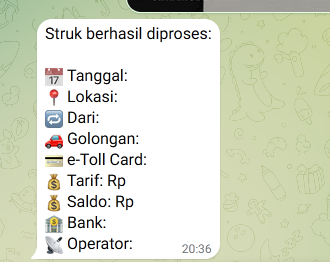 Struk berhasil diproses:
📅 Tanggal:
📍 Lokasi:
🔁 Dari:
🚗 Golongan:
💳 e-Toll Card:
💰 Tarif: Rp
💰 Saldo: Rp
🏦 Bank:
📡 Operator:
20:36